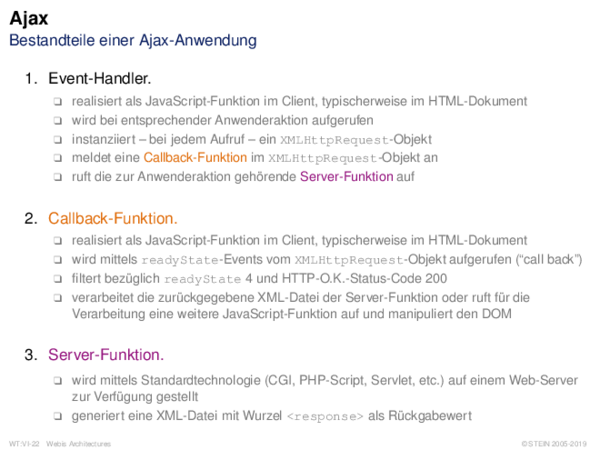 Ajax
Bestandteile einer Ajax-Anwendung
1. Event-Handler.
❑ realisiert als JavaScript-Funktion im Client, typischerweise im HTML-Dokument
❑ wird bei entsprechender Anwenderaktion aufgerufen
❑ instanziiert – bei jedem Aufruf – ein XMLHttpRequest-Objekt
❑ meldet eine Callback-Funktion im XMLHttpRequest-Objekt an
❑ ruft die zur Anwenderaktion gehörende Server-Funktion auf
2. Callback-Funktion.
❑ realisiert als JavaScript-Funktion im Client, typischerweise im HTML-Dokument
❑ wird mittels readyState-Events vom XMLHttpRequest-Objekt aufgerufen (“call back”)
❑ filtert bezüglich readyState 4 und HTTP-O.K.-Status-Code 200
❑ verarbeitet die zurückgegebene XML-Datei der Server-Funktion oder ruft für die
Verarbeitung eine weitere JavaScript-Funktion auf und manipuliert den DOM
3. Server-Funktion.
❑ wird mittels Standardtechnologie (CGI, PHP-Script, Servlet, etc.) auf einem Web-Server
zur Verfügung gestellt
❑ generiert eine XML-Datei mit Wurzel <response> als Rückgabewert
WT:VI-22 Webis Architectures © STEIN 2005-2019